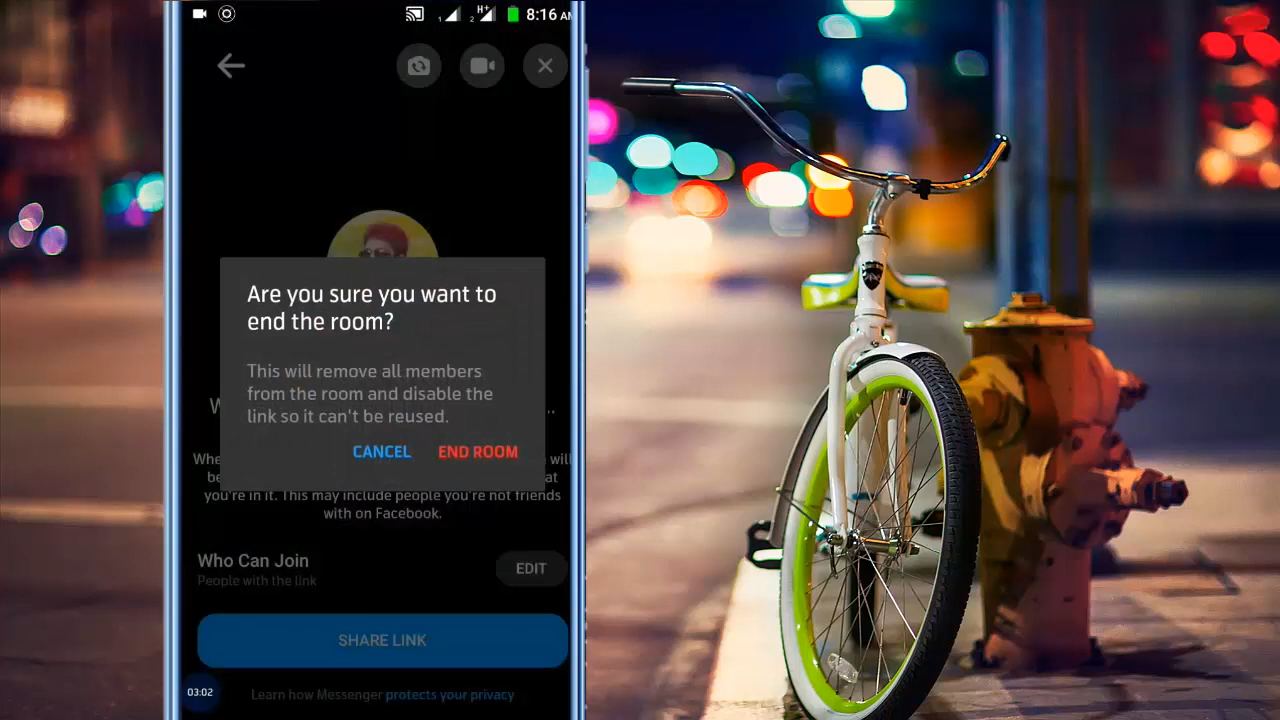 1 2 H+ 8:16 AM
Are you sure you want to
end the room?
This will remove all members
from the room and disable the
link so it can't be reused.
CANCEL END ROOM
will
you're in it. This may include people you're not friends
with on Facebook.
Who Can Join
People with the link
EDIT
SHARE LINK
03:02
Learn how Messenger protects your privacy